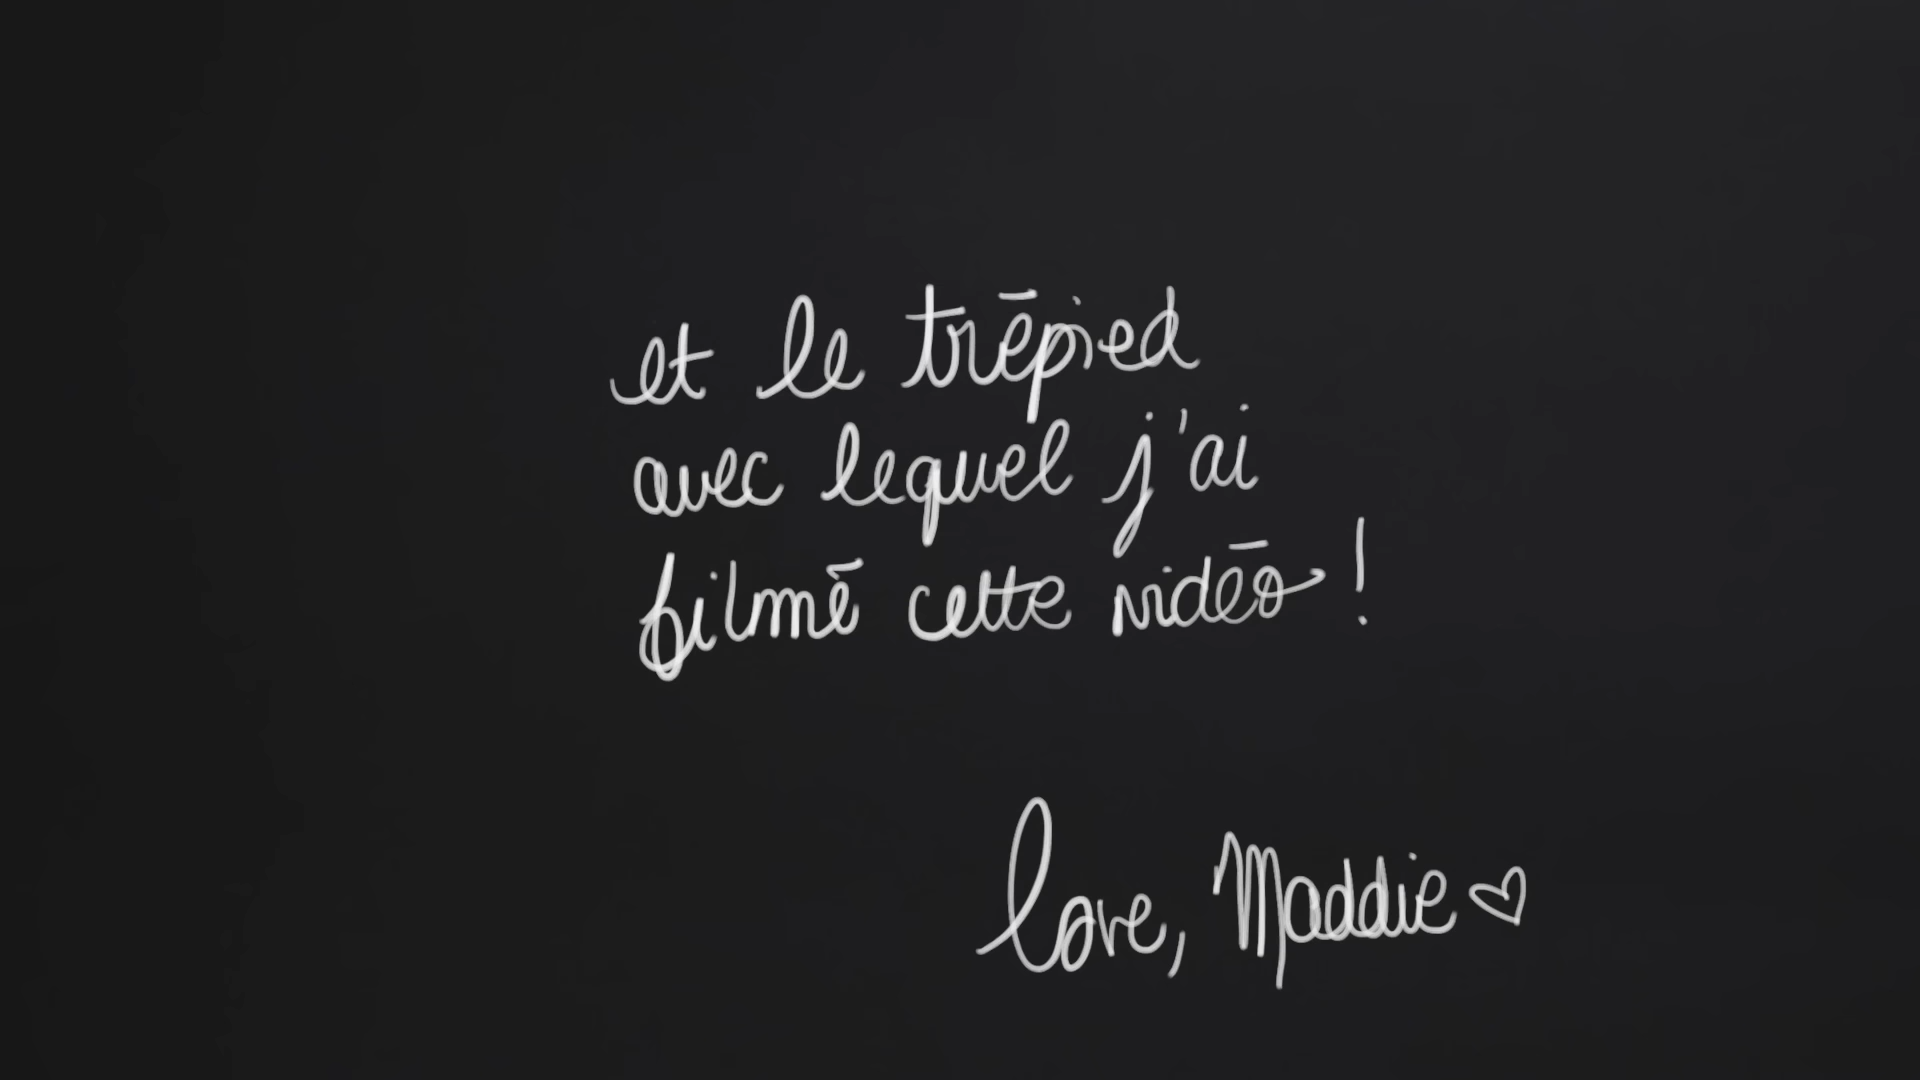 et le trépied
avec lequel j'ai
filmé cette vidéo !
love, Maddie ♡